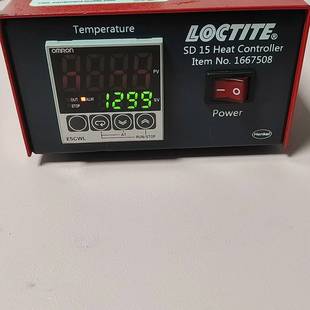 Temperature
LOCTITE®
SD 15 Heat Controller
Item No. 1667508
omron
PV
OUT ALM
STOP
1299
SV
E5CWL
Power
RUN/STOP
Henkel